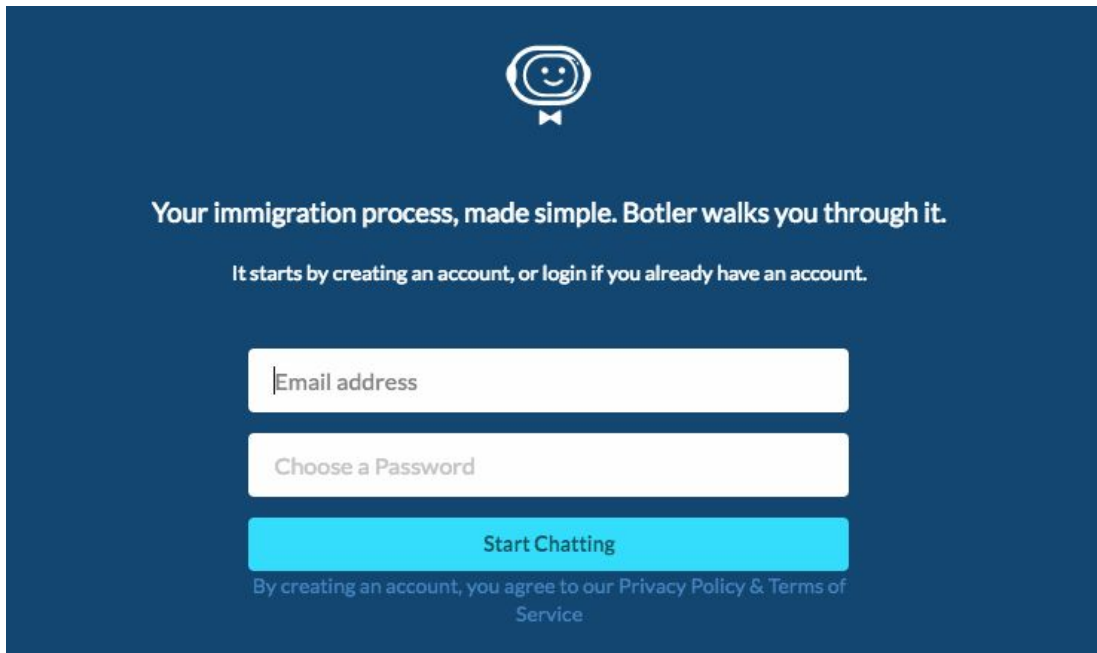 Your immigration process, made simple. Botler walks you through it.
It starts by creating an account, or login if you already have an account.
Email address
Choose a Password
Start Chatting
By creating an account, you agree to our Privacy Policy & Terms of
Service